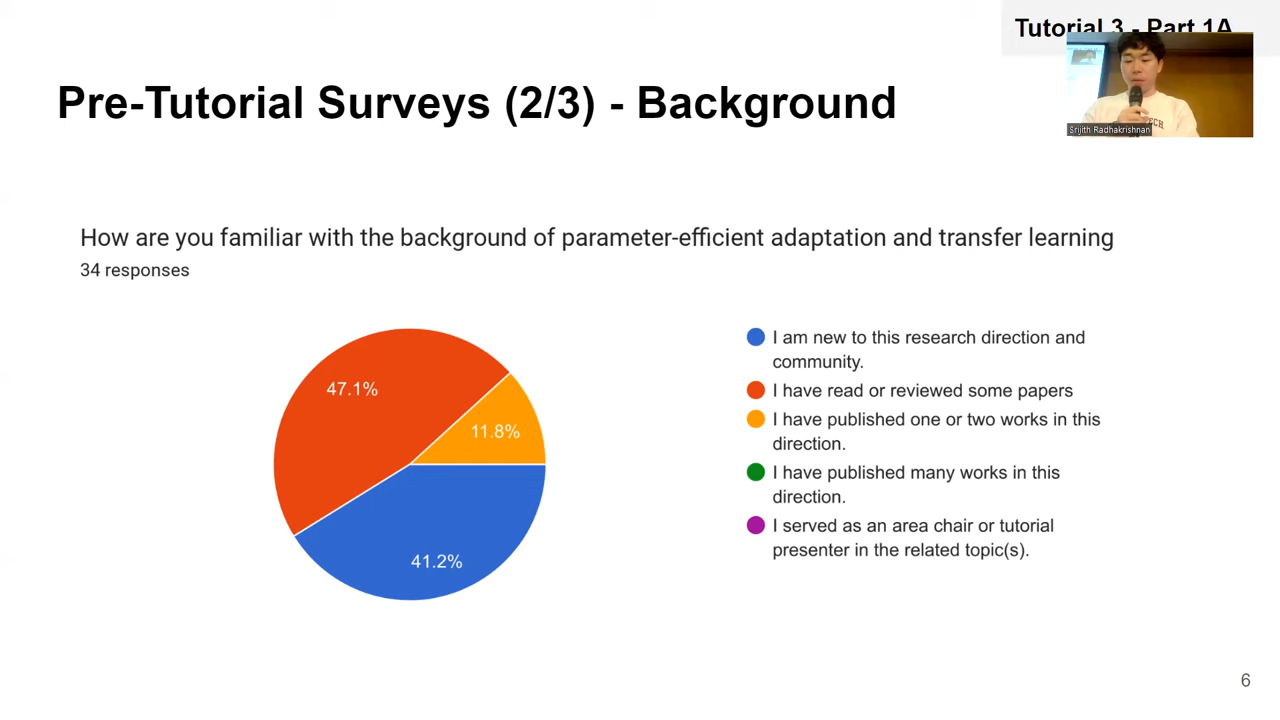 Tutorial 3 - Part 1A
Pre-Tutorial Surveys (2/3) - Background
Srijith Radhakrishnan
How are you familiar with the background of parameter-efficient adaptation and transfer learning
34 responses
47.1%
11.8%
41.2%
I am new to this research direction and
community.
I have read or reviewed some papers
I have published one or two works in this
direction.
I have published many works in this
direction.
I served as an area chair or tutorial
presenter in the related topic(s).
6